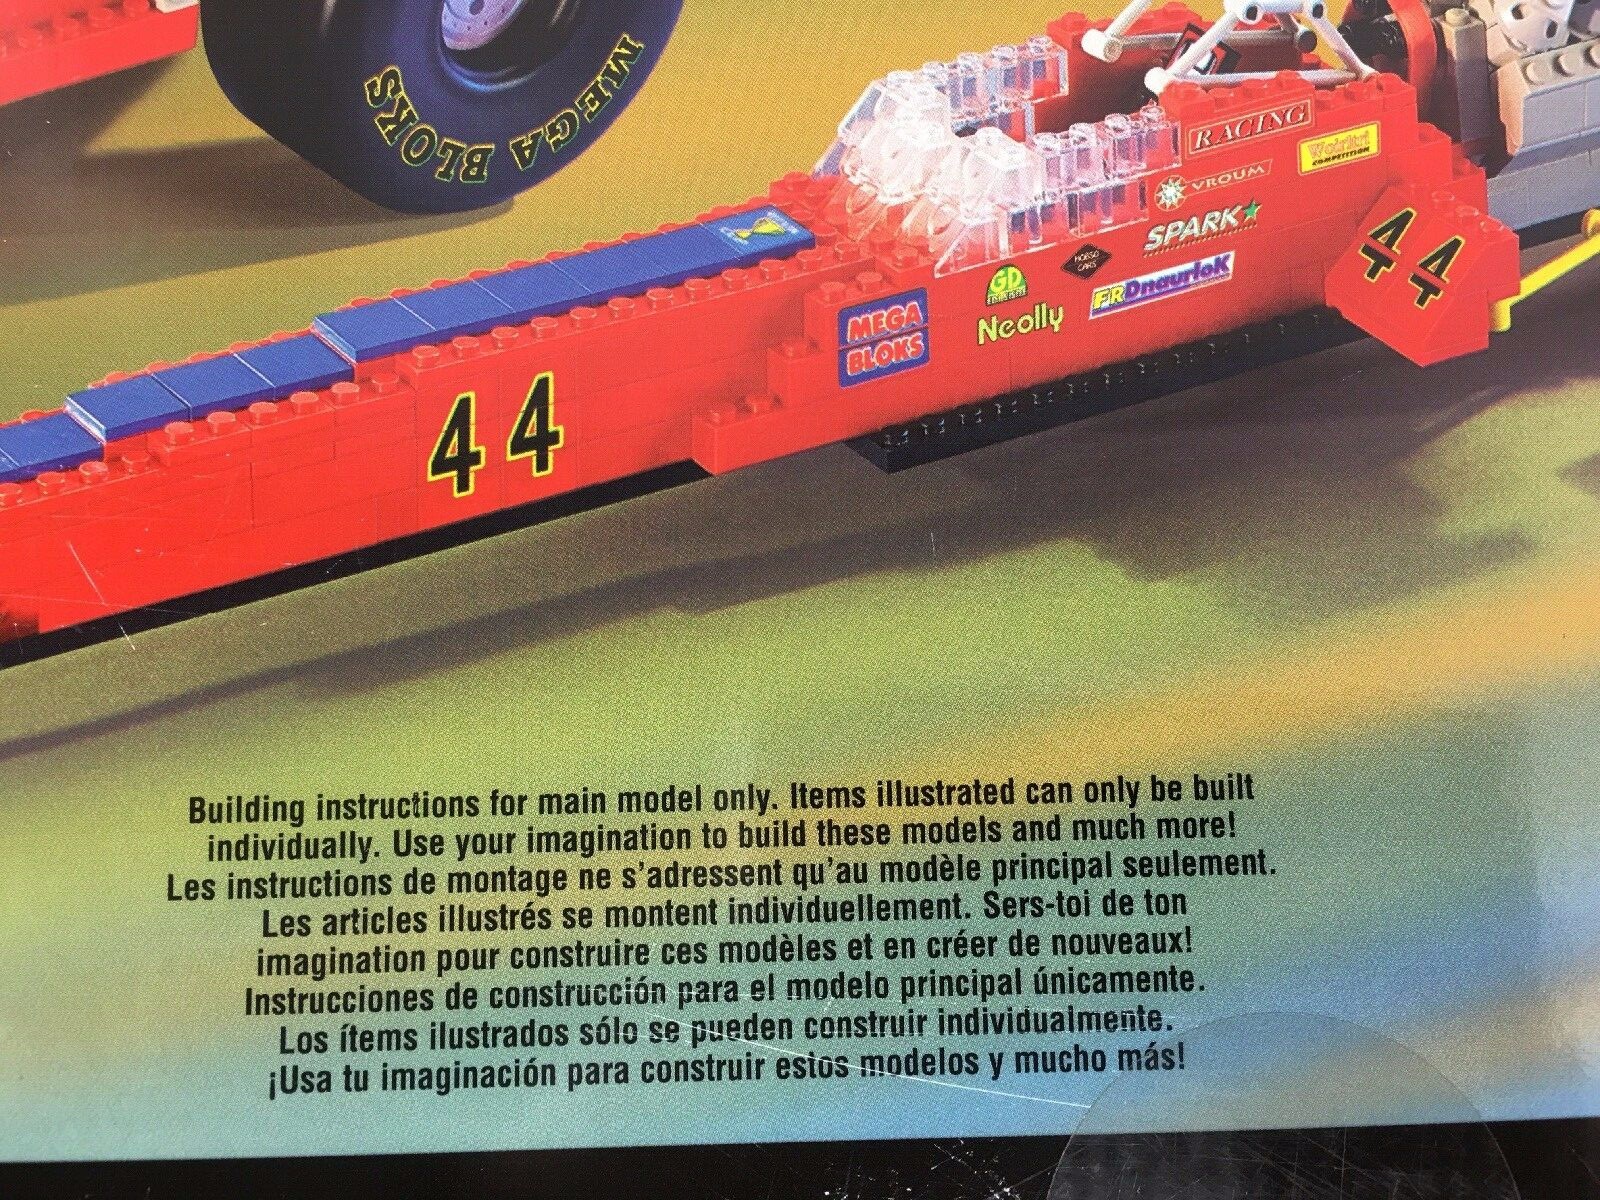 MEGA BLOKS
RACING
COMPETITION
VROUM
SPARK
HOBSO
CARS
GD
FRDnaurloK
Neolly
MEGA
BLOKS
44
44
Building instructions for main model only. Items illustrated can only be built
individually. Use your imagination to build these models and much more!
Les instructions de montage ne s'adressent qu'au modèle principal seulement.
Les articles illustrés se montent individuellement. Sers-toi de ton
imagination pour construire ces modèles et en créer de nouveaux!
Instrucciones de construcción para el modelo principal únicamente.
Los ítems ilustrados sólo se pueden construir individualmente.
¡Usa tu imaginación para construir estos modelos y mucho más!